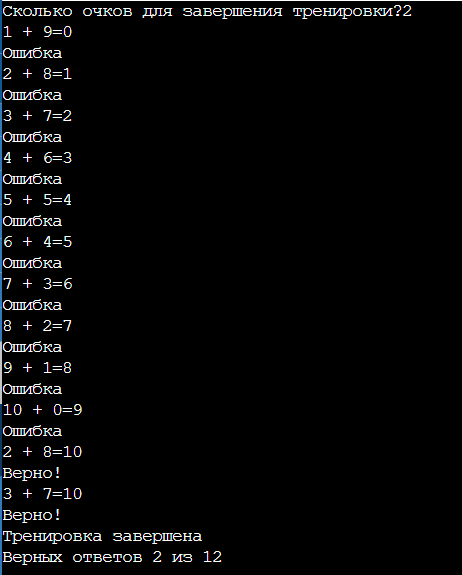 Сколько очков для завершения тренировки?2
1 + 9=0
Ошибка
2 + 8=1
Ошибка
3 + 7=2
Ошибка
4 + 6=3
Ошибка
5 + 5=4
Ошибка
6 + 4=5
Ошибка
7 + 3=6
Ошибка
8 + 2=7
Ошибка
9 + 1=8
Ошибка
10 + 0=9
Ошибка
2 + 8=10
Верно!
3 + 7=10
Верно!
Тренировка завершена
Верных ответов 2 из 12